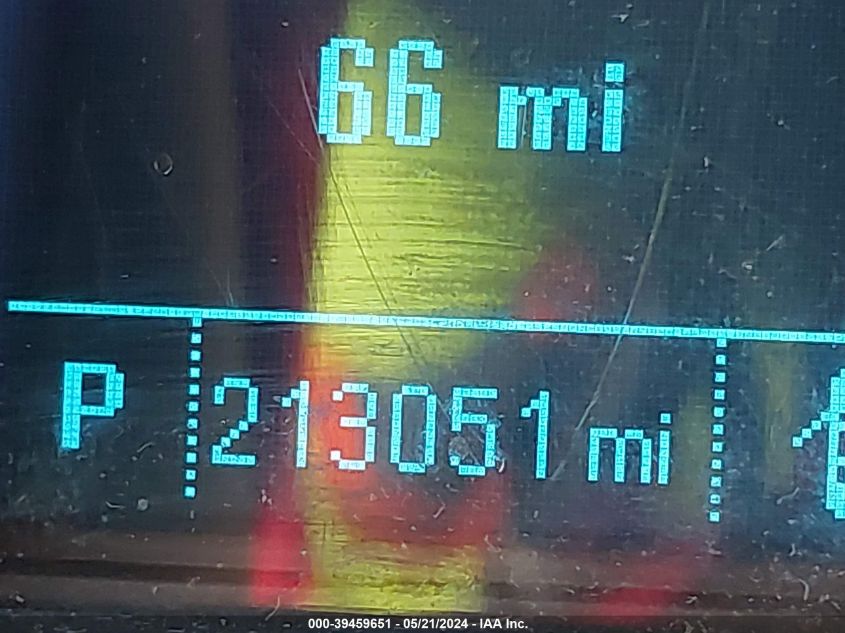 66 mi
P 213051 mi
000-39459651 - 05/21/2024 - IAA Inc.